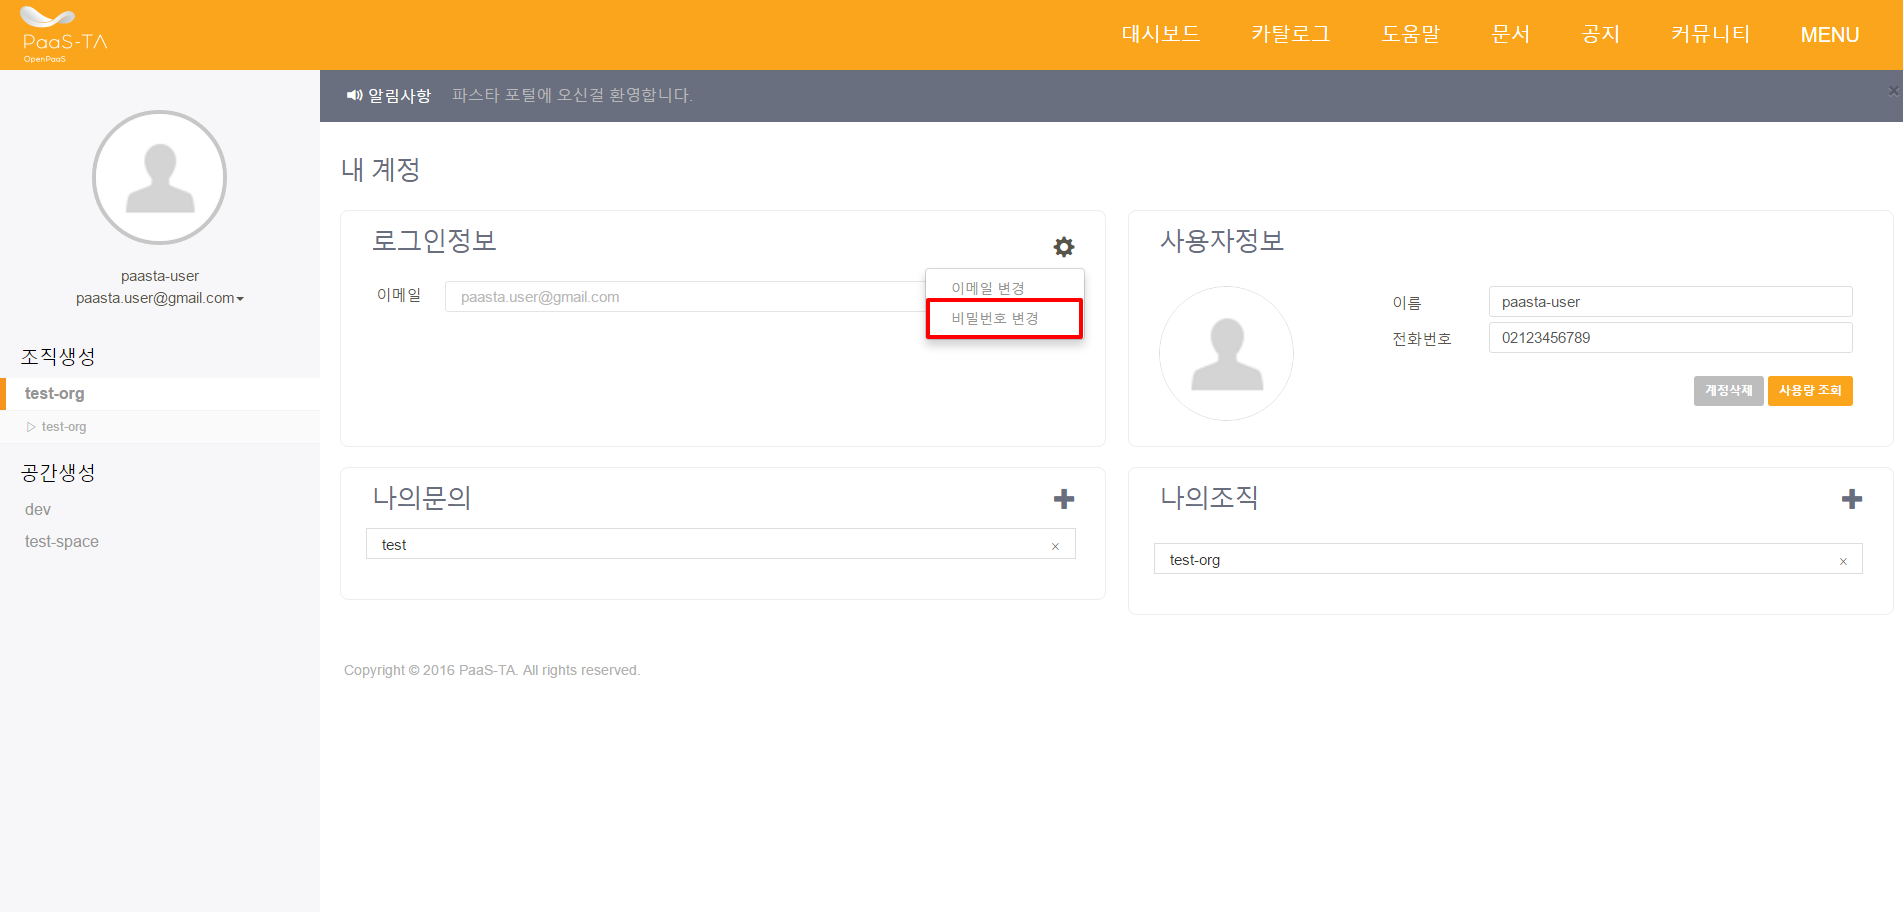 PaaS-TA
OpenPaaS
대시보드 카탈로그 도움말 문서 공지 커뮤니티 MENU
알림사항 파스타 포털에 오신걸 환영합니다.
×
paasta-user
paasta.user@gmail.com
조직생성
test-org
test-org
공간생성
dev
test-space
내 계정
로그인정보
이메일 paasta.user@gmail.com
이메일 변경
비밀번호 변경
사용자정보
이름 paasta-user
전화번호 02123456789
계정삭제 사용량 조회
나의문의
test ×
나의조직
test-org ×
Copyright © 2016 PaaS-TA. All rights reserved.